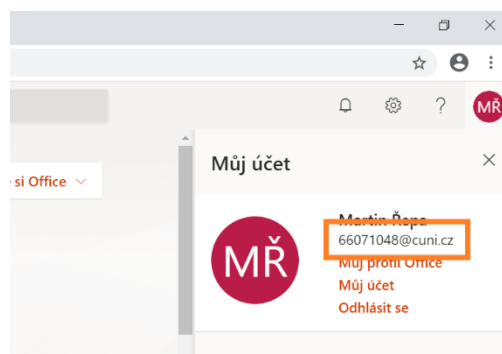 MŘ
Můj účet
si Office
MŘ
Martin Řepa
66071048@cuni.cz
Můj profil Office
Můj účet
Odhlásit se